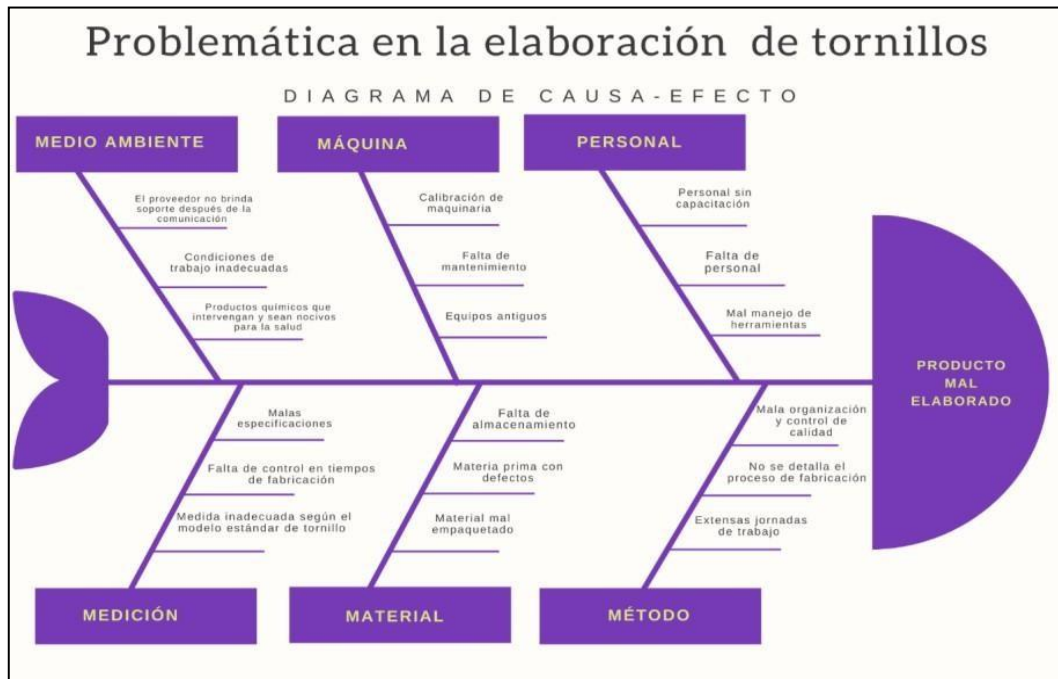 Problemática en la elaboración de tornillos
DIAGRAMA DE CAUSA-EFECTO
MEDIO AMBIENTE
MÁQUINA
PERSONAL
El proveedor no brinda
soporte después de la
comunicación
Condiciones de
trabajo inadecuadas
Productos químicos que
intervengan y sean nocivos
para la salud
Calibración de
maquinaria
Falta de
mantenimiento
Equipos antiguos
Personal sin
capacitación
Falta de
personal
Mal manejo de
herramientas
PRODUCTO
MAL
ELABORADO
Malas
especificaciones
Falta de control en tiempos
de fabricación
Medida inadecuada según el
modelo estándar de tornillo
Falta de
almacenamiento
Materia prima con
defectos
Material mal
empaquetado
Mala organización
y control de
calidad
No se detalla el
proceso de fabricación
Extensas jornadas
de trabajo
MEDICIÓN
MATERIAL
MÉTODO